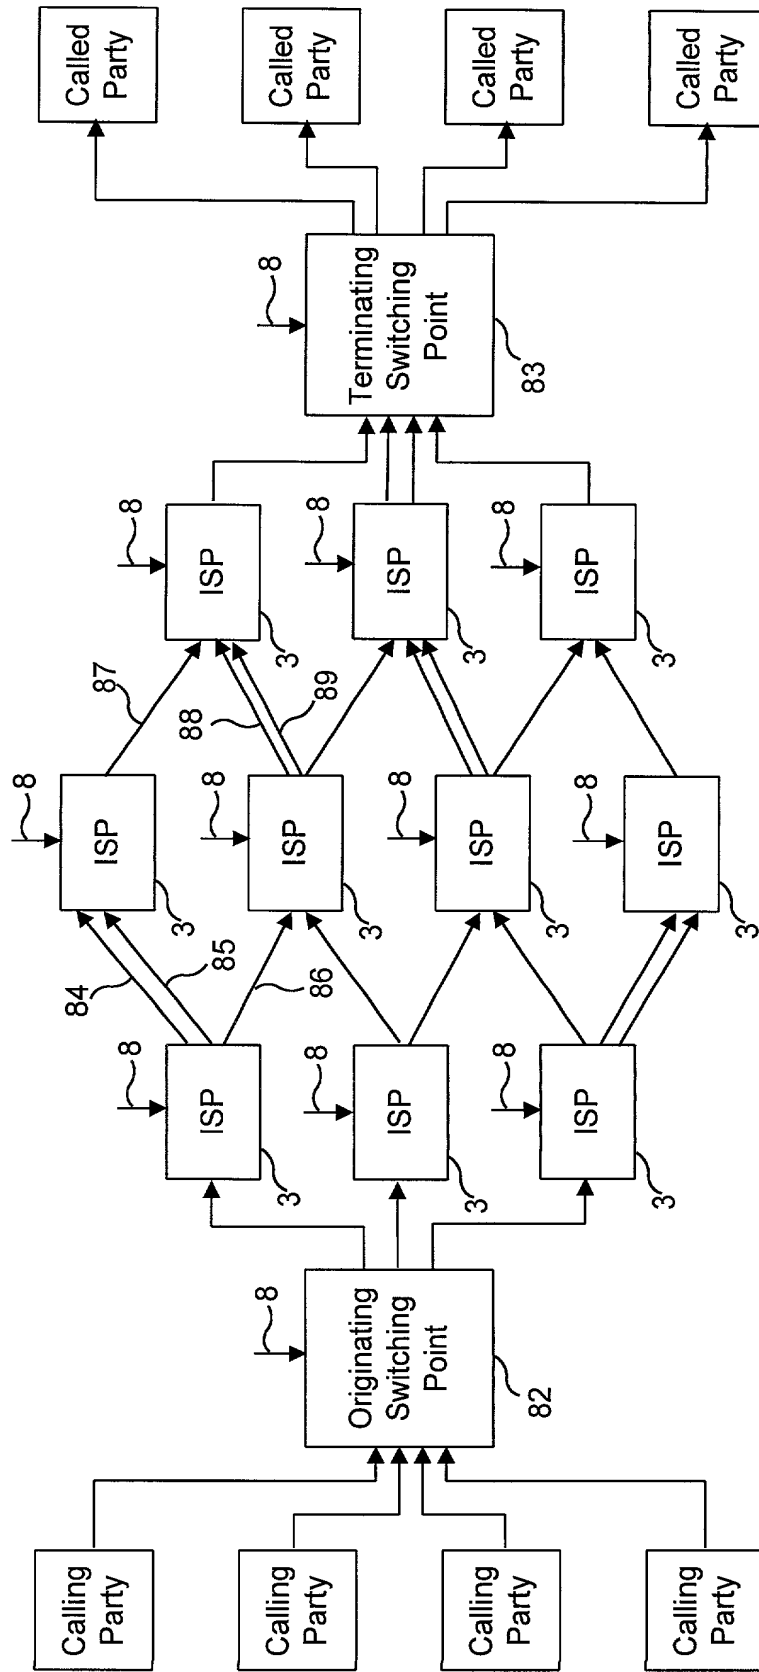 Calling
Party
Calling
Party
Calling
Party
Calling
Party
8
Originating
Switching
Point
82
8
ISP
3
8
ISP
3
8
ISP
3
84
85
86
8
ISP
3
8
ISP
3
8
ISP
3
8
ISP
3
87
88
89
8
ISP
3
8
ISP
3
8
ISP
3
8
Terminating
Switching
Point
83
Called
Party
Called
Party
Called
Party
Called
Party